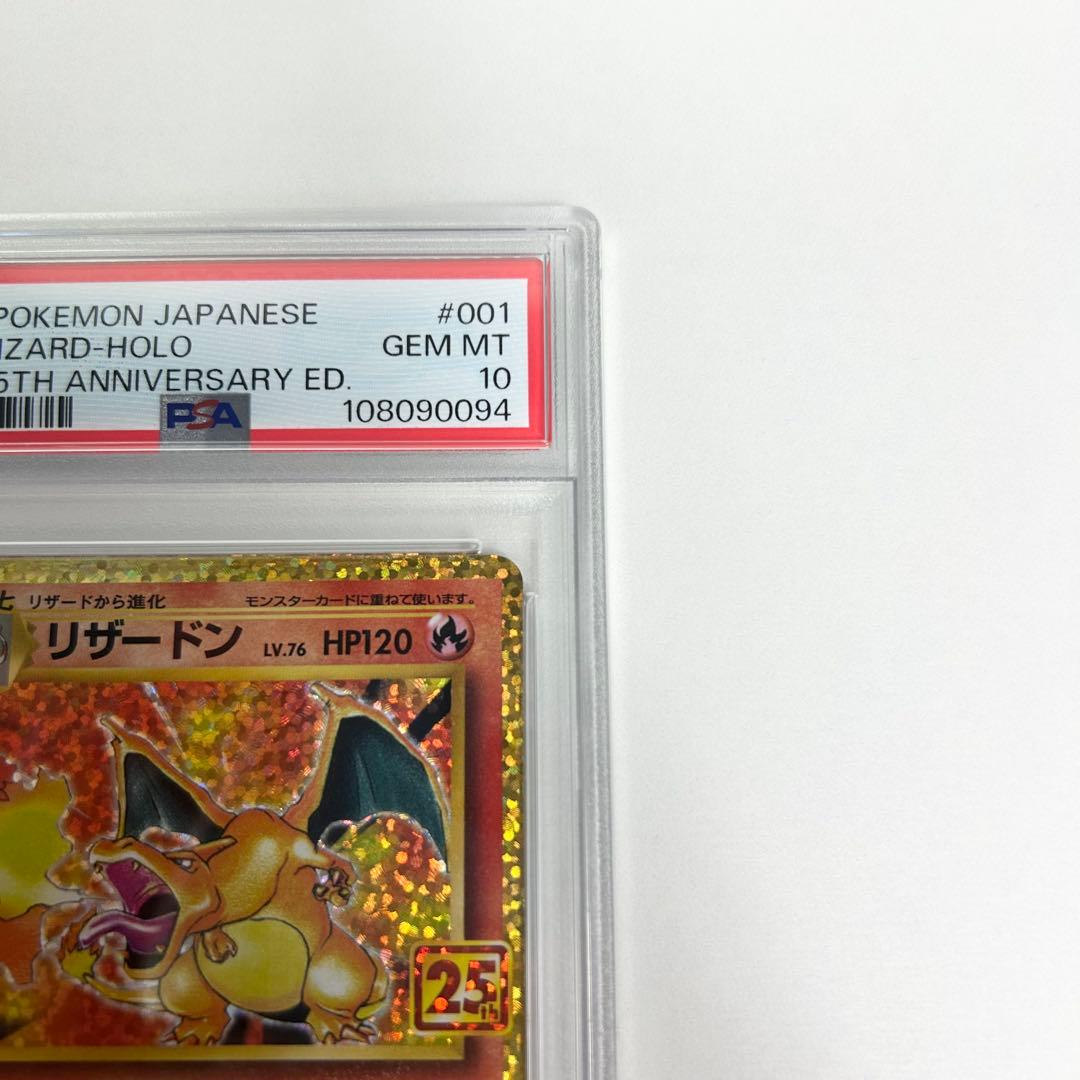 POKEMON JAPANESE #001
IZARD-HOLO GEM MT
5TH ANNIVERSARY ED. 10
PSA 108090094
リザードから進化 モンスターカードに重ねて使います。
リザードン LV.76 HP120
25th